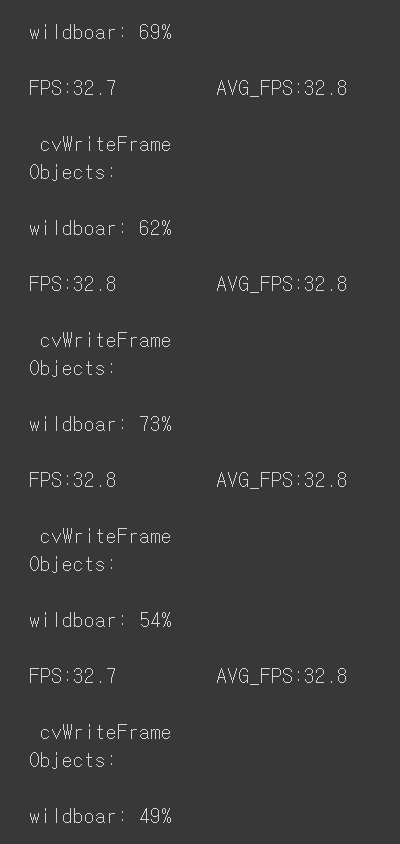 wildboar: 69%
FPS:32.7 AVG_FPS:32.8
cvWriteFrame
Objects:
wildboar: 62%
FPS:32.8 AVG_FPS:32.8
cvWriteFrame
Objects:
wildboar: 73%
FPS:32.8 AVG_FPS:32.8
cvWriteFrame
Objects:
wildboar: 54%
FPS:32.7 AVG_FPS:32.8
cvWriteFrame
Objects:
wildboar: 49%